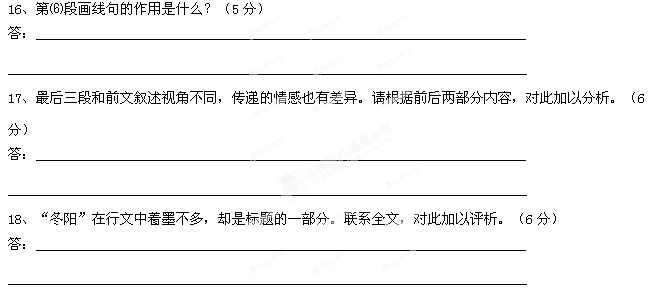 16、第⑹段画线句的作用是什么？（5分）
答：
17、最后三段和前文叙述视角不同，传递的情感也有差异。请根据前后两部分内容，对此加以分析。（6
分）
答：
18、“冬阳”在行文中着墨不多，却是标题的一部分。联系全文，对此加以评析。（6分）
答：